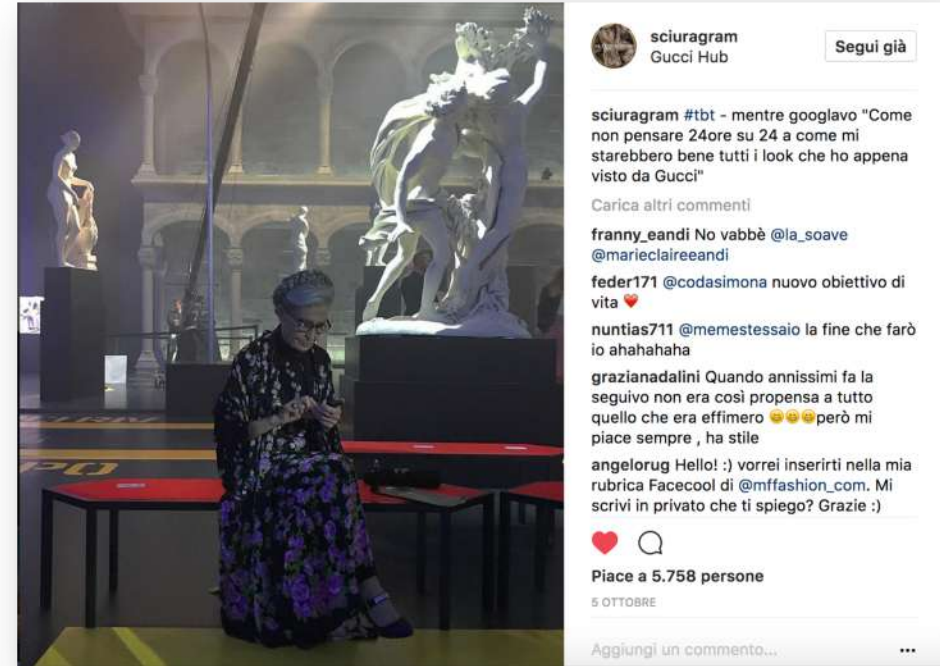 sciuragram
Gucci Hub
Segui già
sciuragram #tbt - mentre googlavo "Come
non pensare 24ore su 24 a come mi
starebbero bene tutti i look che ho appena
visto da Gucci"
Carica altri commenti
franny_eandi No vabbè @la_soave
@marieclaireeandi
feder171 @codasimona nuovo obiettivo di
vita ❤️
nuntias711 @memestessaio la fine che farò
io ahahahaha
grazianadalini Quando annissimi fa la
seguivo non era così propensa a tutto
quello che era effimero 😄😄😄però mi
piace sempre , ha stile
angelorug Hello! :) vorrei inserirti nella mia
rubrica Facecool di @mffashion_com. Mi
scrivi in privato che ti spiego? Grazie :)
Piace a 5.758 persone
5 OTTOBRE
Aggiungi un commento...